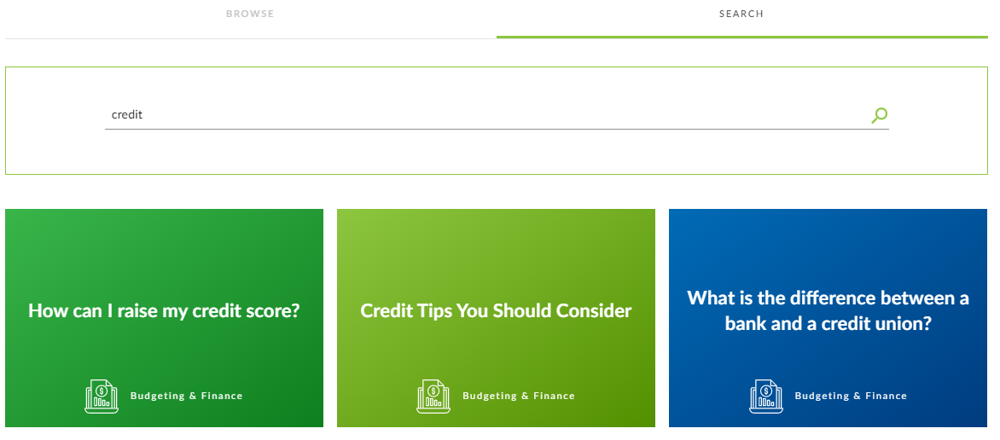 BROWSE
SEARCH
credit
How can I raise my credit score?
Budgeting & Finance
Credit Tips You Should Consider
Budgeting & Finance
What is the difference between a
bank and a credit union?
Budgeting & Finance